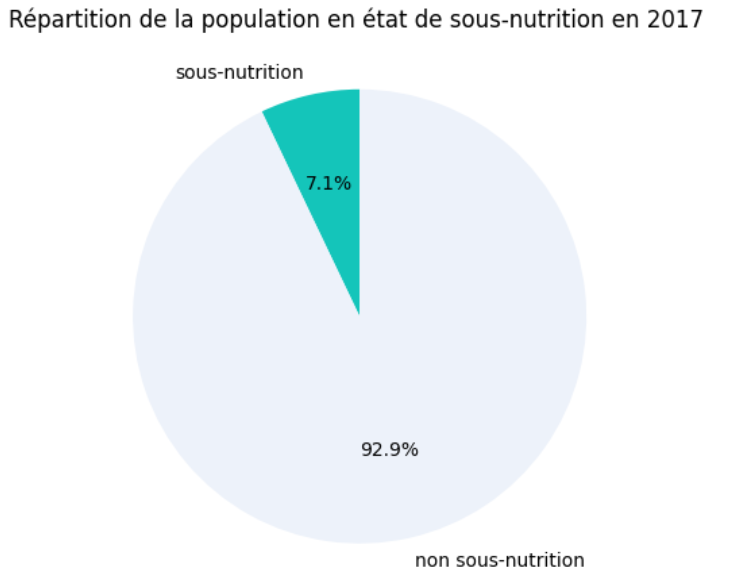 Répartition de la population en état de sous-nutrition en 2017
sous-nutrition
7.1%
92.9%
non sous-nutrition